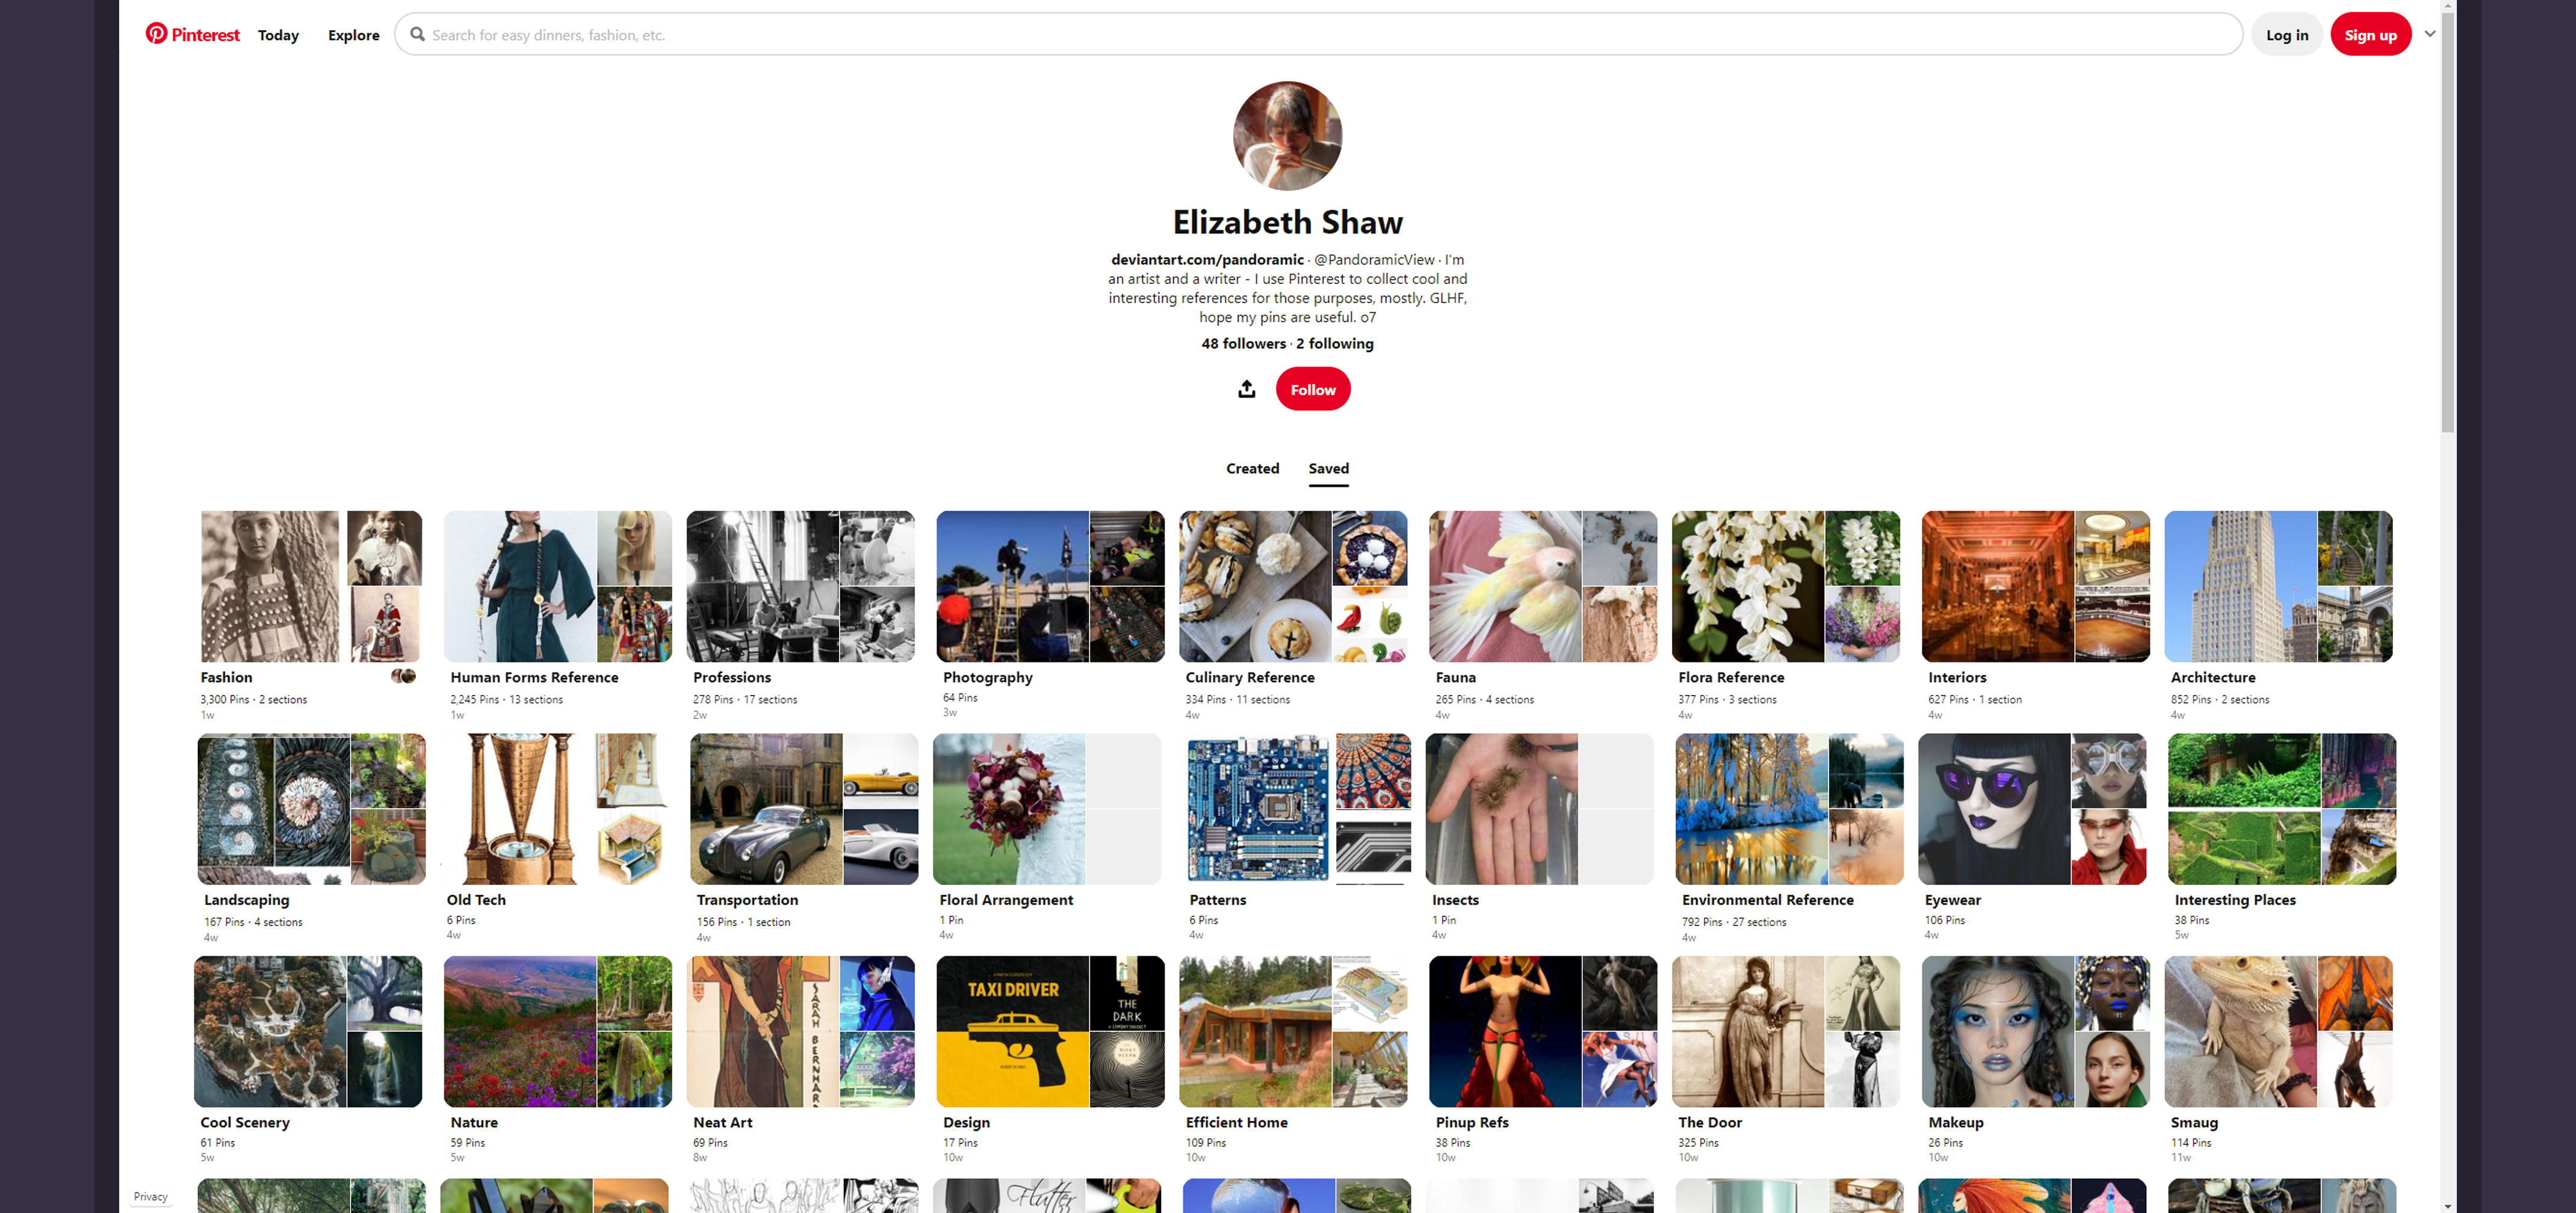 Pinterest Today Explore Search for easy dinners, fashion, etc. Log in Sign up
Elizabeth Shaw
deviantart.com/pandoramic · @PandoramicView · I'm
an artist and a writer - I use Pinterest to collect cool and
interesting references for those purposes, mostly. GLHF,
hope my pins are useful. o7
48 followers · 2 following
Follow
Created Saved
Fashion
3,300 Pins · 2 sections
1w
Human Forms Reference
2,245 Pins · 13 sections
1w
Professions
278 Pins · 17 sections
2w
Photography
64 Pins
3w
Culinary Reference
334 Pins · 11 sections
4w
Fauna
265 Pins · 4 sections
4w
Flora Reference
377 Pins · 3 sections
4w
Interiors
627 Pins · 1 section
4w
Architecture
852 Pins · 2 sections
4w
Landscaping
167 Pins · 4 sections
4w
Old Tech
6 Pins
4w
Transportation
156 Pins · 1 section
4w
Floral Arrangement
1 Pin
4w
Patterns
6 Pins
4w
Insects
1 Pin
4w
Environmental Reference
792 Pins · 27 sections
4w
Eyewear
106 Pins
4w
Interesting Places
38 Pins
5w
Cool Scenery
61 Pins
5w
Nature
59 Pins
5w
SARAH BERNHAR
Neat Art
69 Pins
8w
TAXI DRIVER
THE
DARK
Design
17 Pins
10w
Efficient Home
109 Pins
10w
Pinup Refs
38 Pins
10w
The Door
325 Pins
10w
Makeup
26 Pins
10w
Smaug
114 Pins
11w
Flutter
Privacy